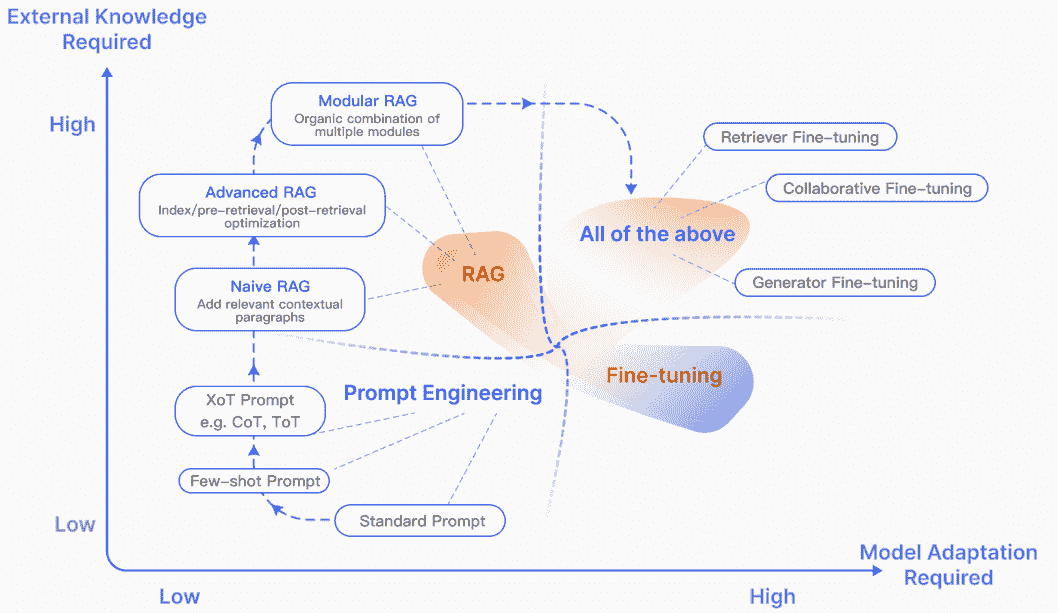 External Knowledge
Required
High
Modular RAG
Organic combination of
multiple modules
Retriever Fine-tuning
Collaborative Fine-tuning
Advanced RAG
Index/pre-retrieval/post-retrieval
optimization
All of the above
RAG
Naive RAG
Add relevant contextual
paragraphs
Generator Fine-tuning
Fine-tuning
Prompt Engineering
XoT Prompt
e.g. CoT, ToT
Few-shot Prompt
Standard Prompt
Low
Model Adaptation
Required
Low
High